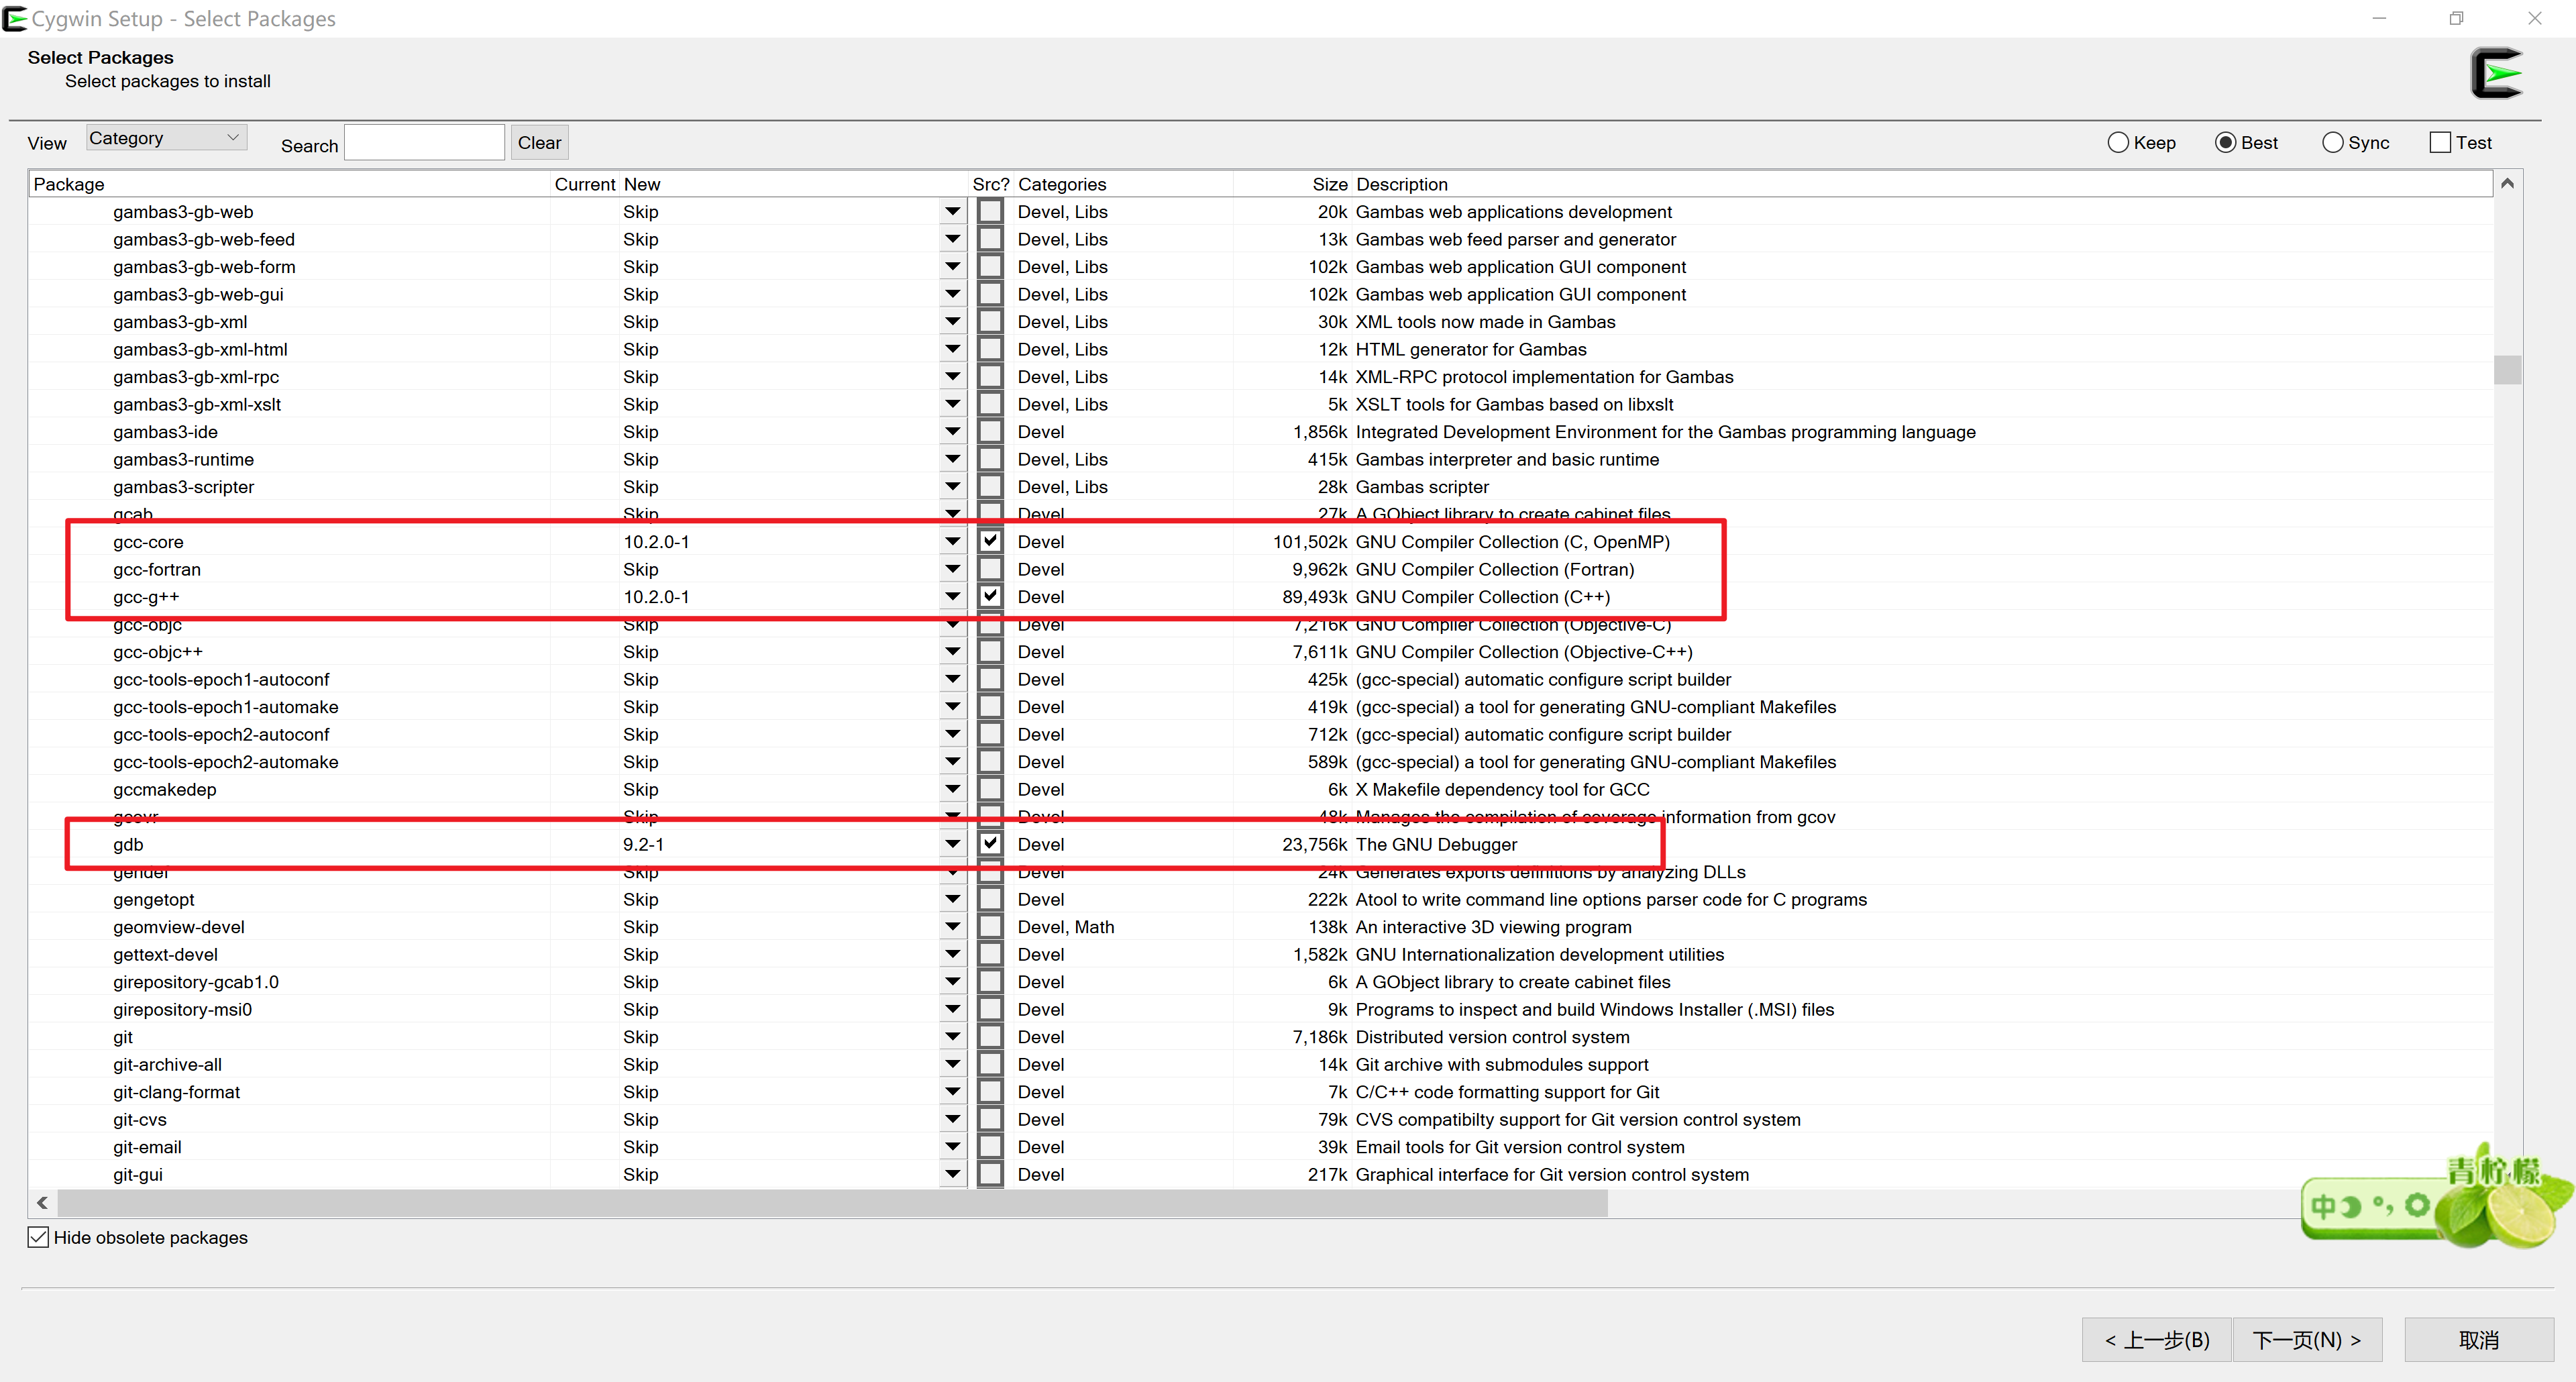 Cygwin Setup - Select Packages
Select Packages
Select packages to install
View Category Search Clear Keep Best Sync Test
Package Current New Src? Categories Size Description
gambas3-gb-web Skip Devel, Libs 20k Gambas web applications development
gambas3-gb-web-feed Skip Devel, Libs 13k Gambas web feed parser and generator
gambas3-gb-web-form Skip Devel, Libs 102k Gambas web application GUI component
gambas3-gb-web-gui Skip Devel, Libs 102k Gambas web application GUI component
gambas3-gb-xml Skip Devel, Libs 30k XML tools now made in Gambas
gambas3-gb-xml-html Skip Devel, Libs 12k HTML generator for Gambas
gambas3-gb-xml-rpc Skip Devel, Libs 14k XML-RPC protocol implementation for Gambas
gambas3-gb-xml-xslt Skip Devel, Libs 5k XSLT tools for Gambas based on libxslt
gambas3-ide Skip Devel 1,856k Integrated Development Environment for the Gambas programming language
gambas3-runtime Skip Devel, Libs 415k Gambas interpreter and basic runtime
gambas3-scripter Skip Devel, Libs 28k Gambas scripter
gcab Skip Devel 27k A GObject library to create cabinet files
gcc-core 10.2.0-1 Devel 101,502k GNU Compiler Collection (C, OpenMP)
gcc-fortran Skip Devel 9,962k GNU Compiler Collection (Fortran)
gcc-g++ 10.2.0-1 Devel 89,493k GNU Compiler Collection (C++)
gcc-objc Skip Devel 7,216k GNU Compiler Collection (Objective-C)
gcc-objc++ Skip Devel 7,611k GNU Compiler Collection (Objective-C++)
gcc-tools-epoch1-autoconf Skip Devel 425k (gcc-special) automatic configure script builder
gcc-tools-epoch1-automake Skip Devel 419k (gcc-special) a tool for generating GNU-compliant Makefiles
gcc-tools-epoch2-autoconf Skip Devel 712k (gcc-special) automatic configure script builder
gcc-tools-epoch2-automake Skip Devel 589k (gcc-special) a tool for generating GNU-compliant Makefiles
gccmakedep Skip Devel 6k X Makefile dependency tool for GCC
gcovr Skip Devel 48k Manages the compilation of coverage information from gcov
gdb 9.2-1 Devel 23,756k The GNU Debugger
gendef Skip Devel 24k Generates exports definitions by analyzing DLLs
gengetopt Skip Devel 222k Atool to write command line options parser code for C programs
geomview-devel Skip Devel, Math 138k An interactive 3D viewing program
gettext-devel Skip Devel 1,582k GNU Internationalization development utilities
girepository-gcab1.0 Skip Devel 6k A GObject library to create cabinet files
girepository-msi0 Skip Devel 9k Programs to inspect and build Windows Installer (.MSI) files
git Skip Devel 7,186k Distributed version control system
git-archive-all Skip Devel 14k Git archive with submodules support
git-clang-format Skip Devel 7k C/C++ code formatting support for Git
git-cvs Skip Devel 79k CVS compatibilty support for Git version control system
git-email Skip Devel 39k Email tools for Git version control system
git-gui Skip Devel 217k Graphical interface for Git version control system
青柠檬
中
Hide obsolete packages
< 上一步(B) 下一页(N) > 取消